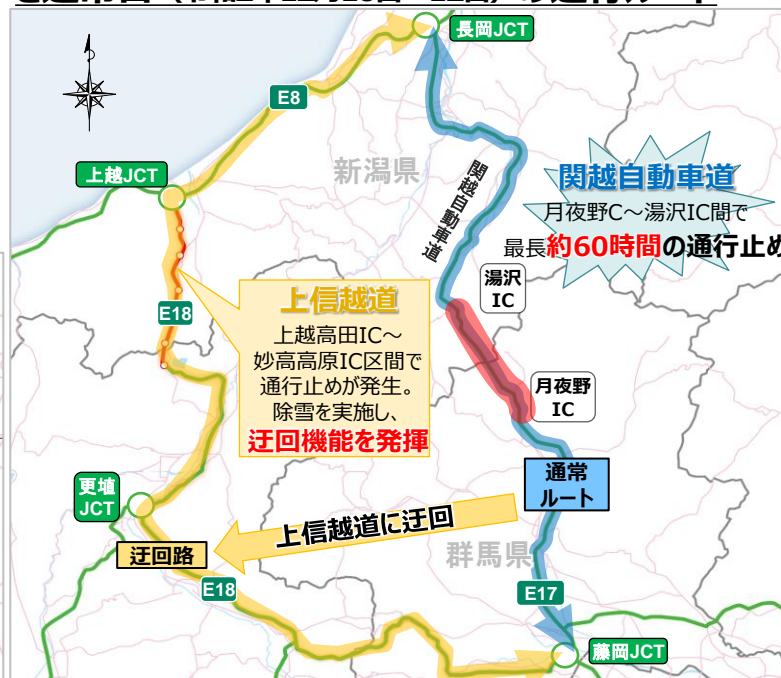 長岡JCT
E8
上越JCT
新潟県
関越自動車道
関越自動車道
月夜野C～湯沢IC間で
最長約60時間の通行止め
湯沢
IC
E18
上信越道
上越高田IC～
妙高高原IC区間で
通行止めが発生。
除雪を実施し、
迂回機能を発揮
月夜野
IC
更埴
JCT
通常
ルート
上信越道に迂回
迂回路
群馬県
E18
E17
藤岡JCT